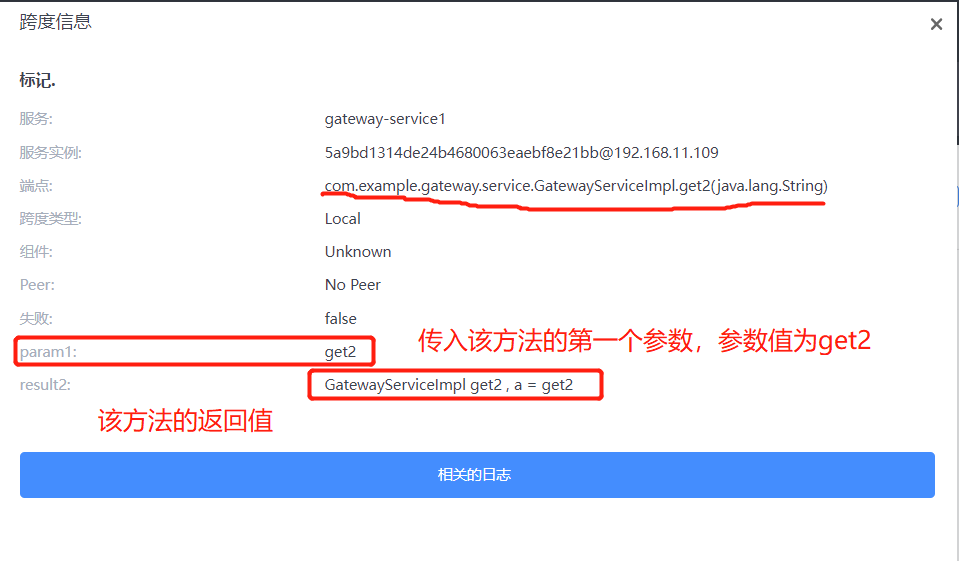 跨度信息
标记.
服务: gateway-service1
服务实例: 5a9bd1314de24b4680063eaebf8e21bb@192.168.11.109
端点: com.example.gateway.service.GatewayServiceImpl.get2(java.lang.String)
跨度类型: Local
组件: Unknown
Peer: No Peer
失败: false
param1: get2 传入该方法的第一个参数，参数值为get2
result2: GatewayServiceImpl get2 , a = get2
该方法的返回值
相关的日志